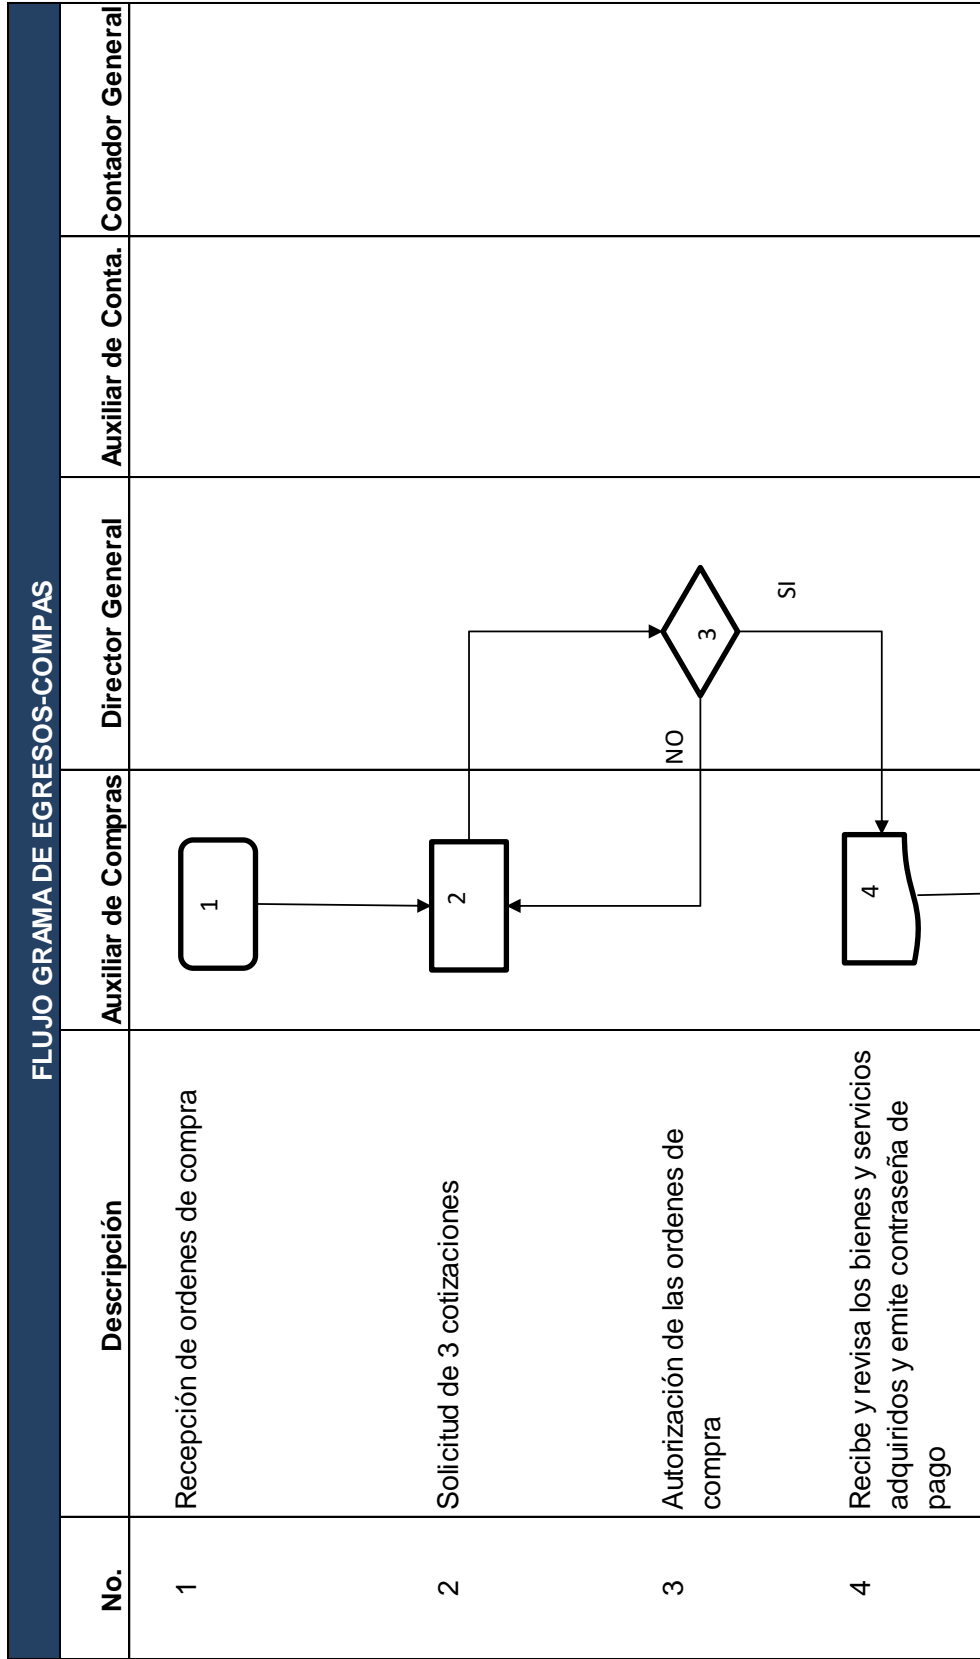 FLUJO GRAMA DE EGRESOS-COMPAS
No. Descripción Auxiliar de Compras Director General Auxiliar de Conta. Contador General
1 Recepción de ordenes de compra 1
2 Solicitud de 3 cotizaciones 2
NO
3 Autorización de las ordenes de 3
compra
SI
4 Recibe y revisa los bienes y servicios 4
adquiridos y emite contraseña de
pago